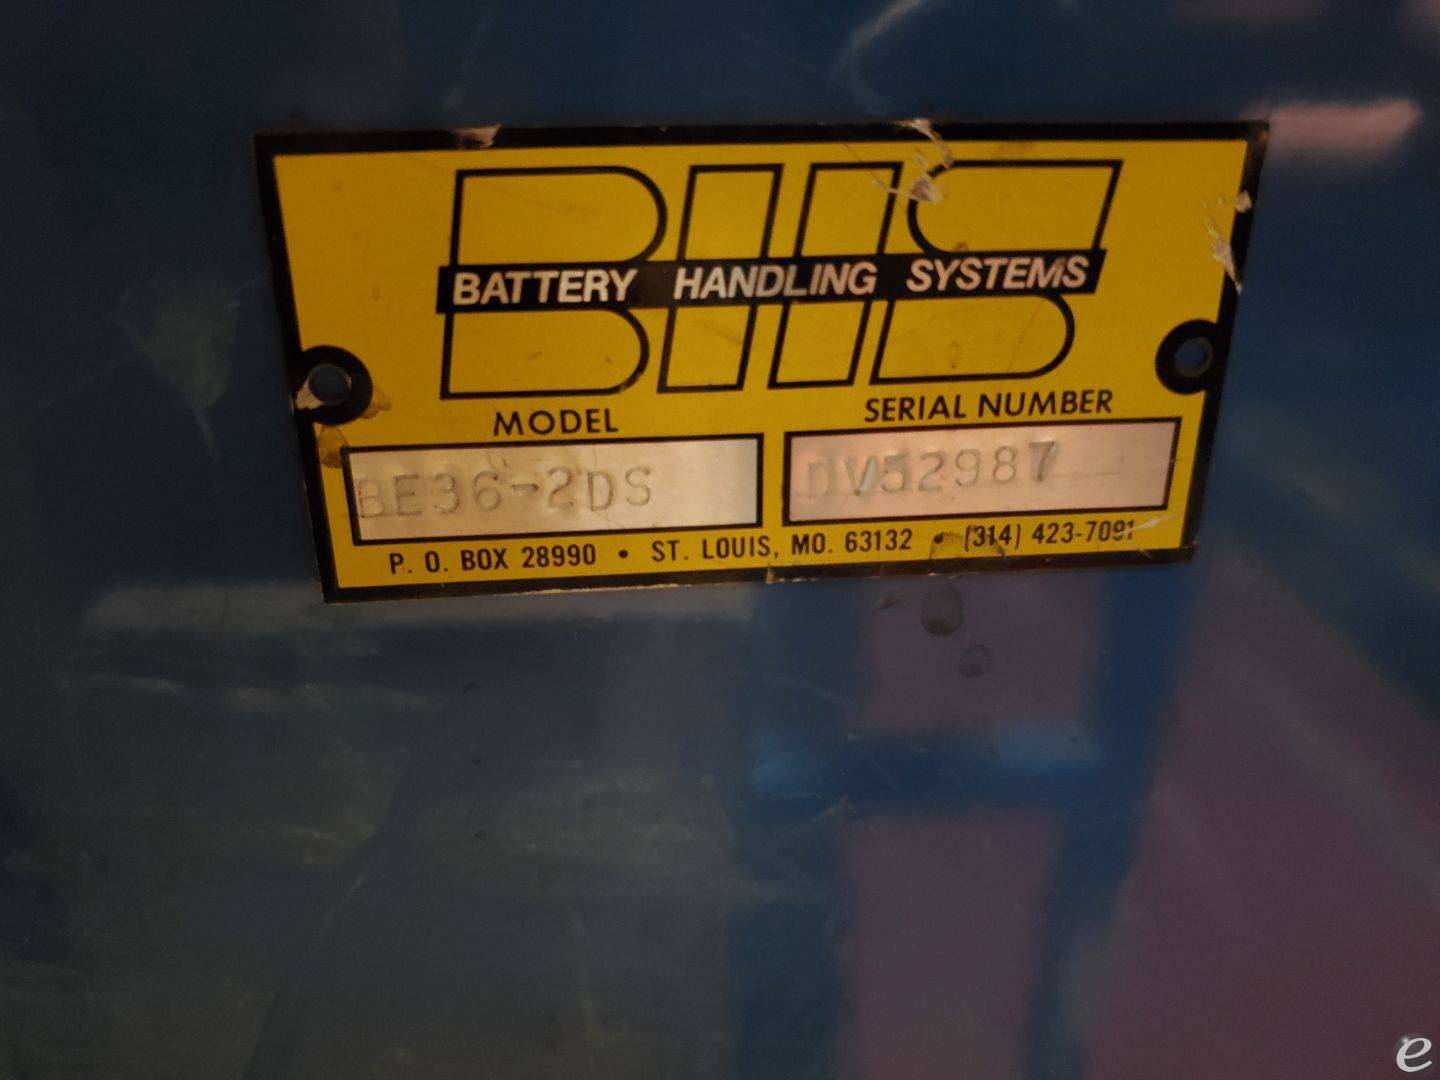 BHS
BATTERY HANDLING SYSTEMS
MODEL SERIAL NUMBER
BE36-2DS DV52987
P. O. BOX 28990 • ST. LOUIS, MO. 63132 • (314) 423-7091
e